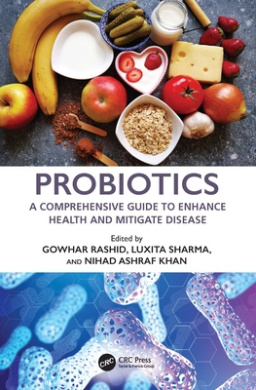 PROBIOTICS
A COMPREHENSIVE GUIDE TO ENHANCE
HEALTH AND MITIGATE DISEASE
Edited by
GOWHAR RASHID, LUXITA SHARMA,
AND NIHAD ASHRAF KHAN
CRC
CRC Press
Taylor & Francis Group